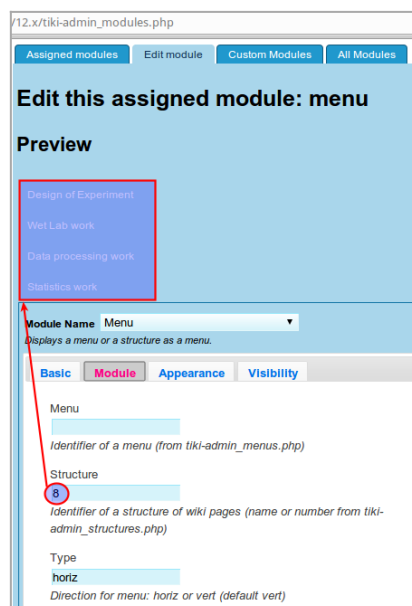 /12.x/tiki-admin_modules.php
Assigned modules Edit module Custom Modules All Modules
Edit this assigned module: menu
Preview
Design of Experiment
Wet Lab work
Data processing work
Statistics work
Module Name Menu
Displays a menu or a structure as a menu.
Basic Module Appearance Visibility
Menu
Identifier of a menu (from tiki-admin_menus.php)
Structure
8
Identifier of a structure of wiki pages (name or number from tiki-
admin_structures.php)
Type
horiz
Direction for menu: horiz or vert (default vert)